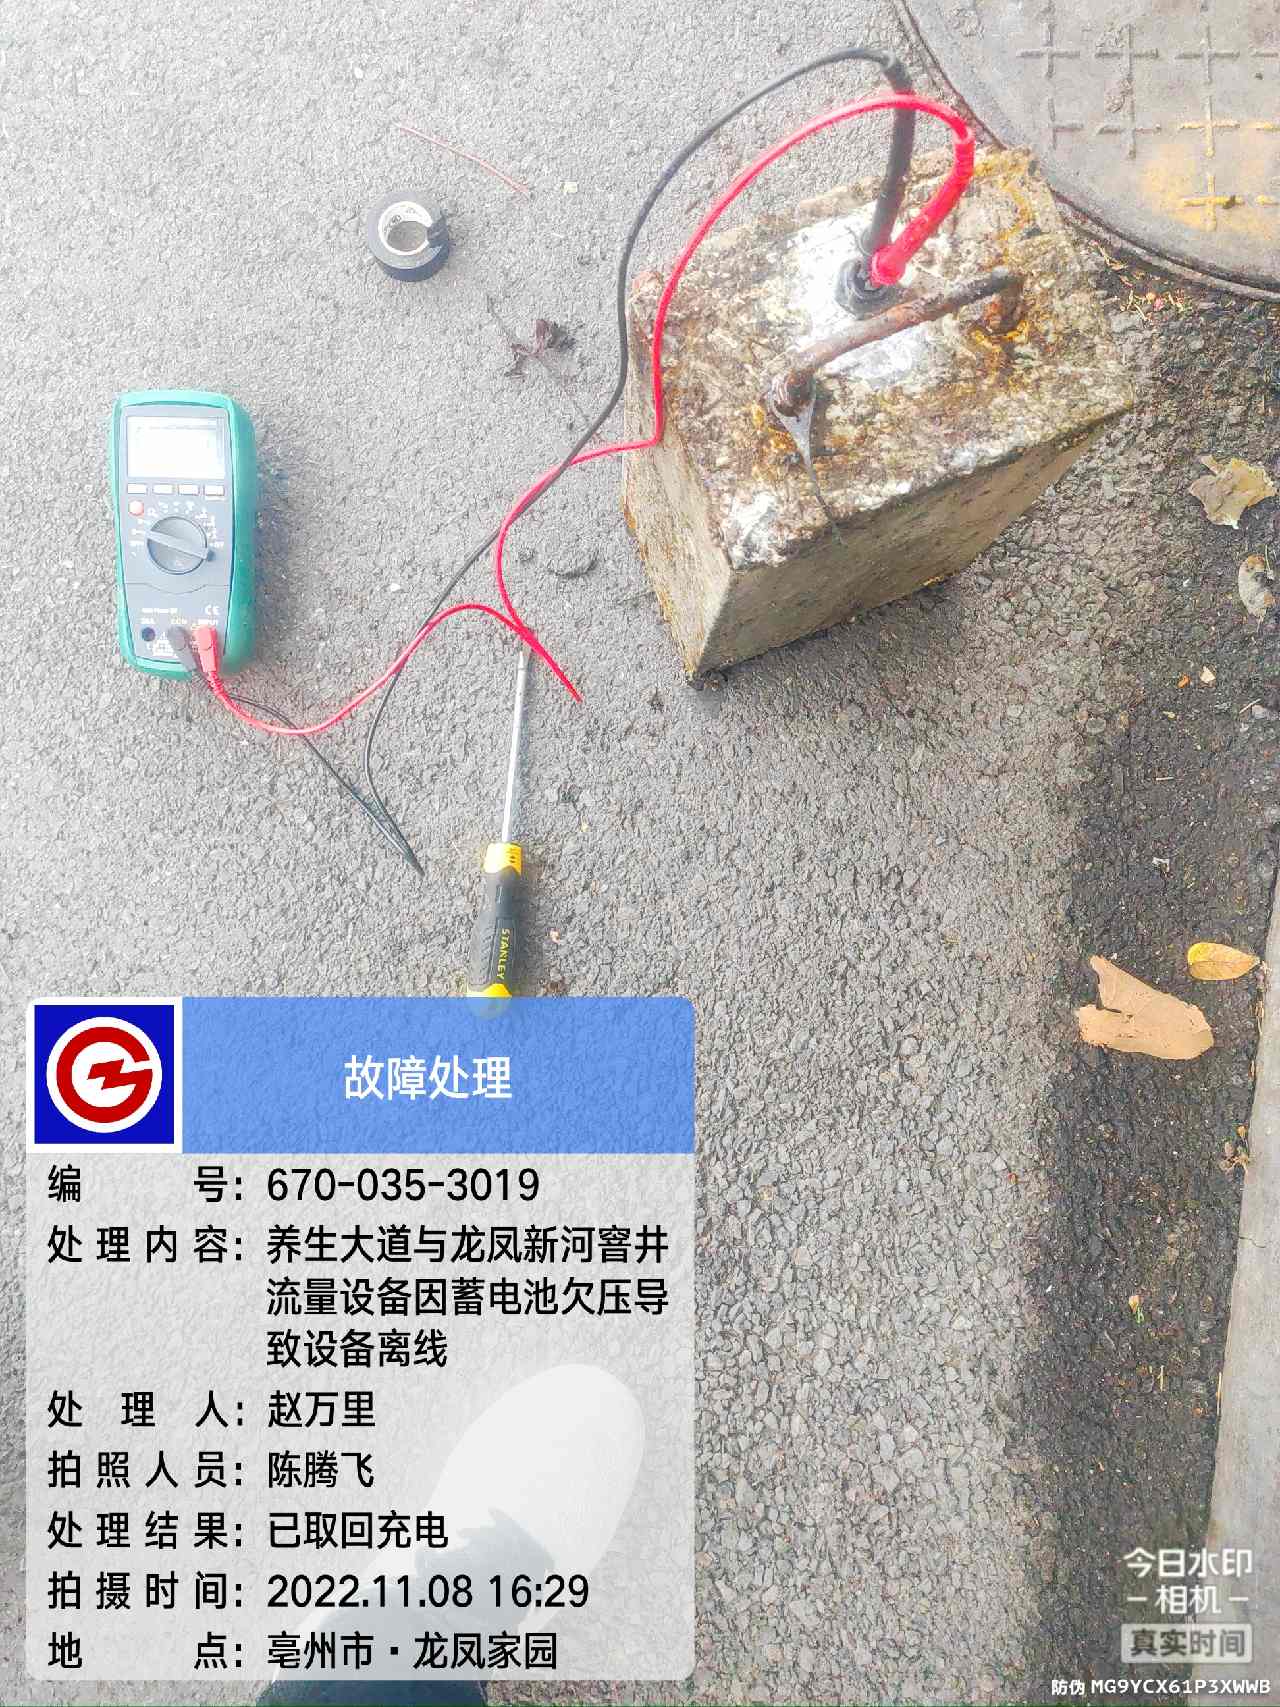 CE
COM
INPUT
STANLEY
故障处理
编号：670-035-3019
处理内容：养生大道与龙凤新河窨井
流量设备因蓄电池欠压导
致设备离线
处理人：赵万里
拍照人员：陈腾飞
处理结果：已取回充电
拍摄时间：2022.11.08 16:29
地点：亳州市·龙凤家园
今日水印
相机
真实时间
防伪 MG9YCX61P3XWWB